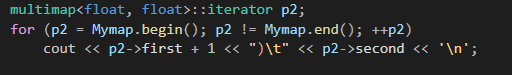 multimap<float, float>::iterator p2;
for (p2 = Mymap.begin(); p2 != Mymap.end(); ++p2)
    cout << p2->first + 1 << ")\t" << p2->second << '\n';